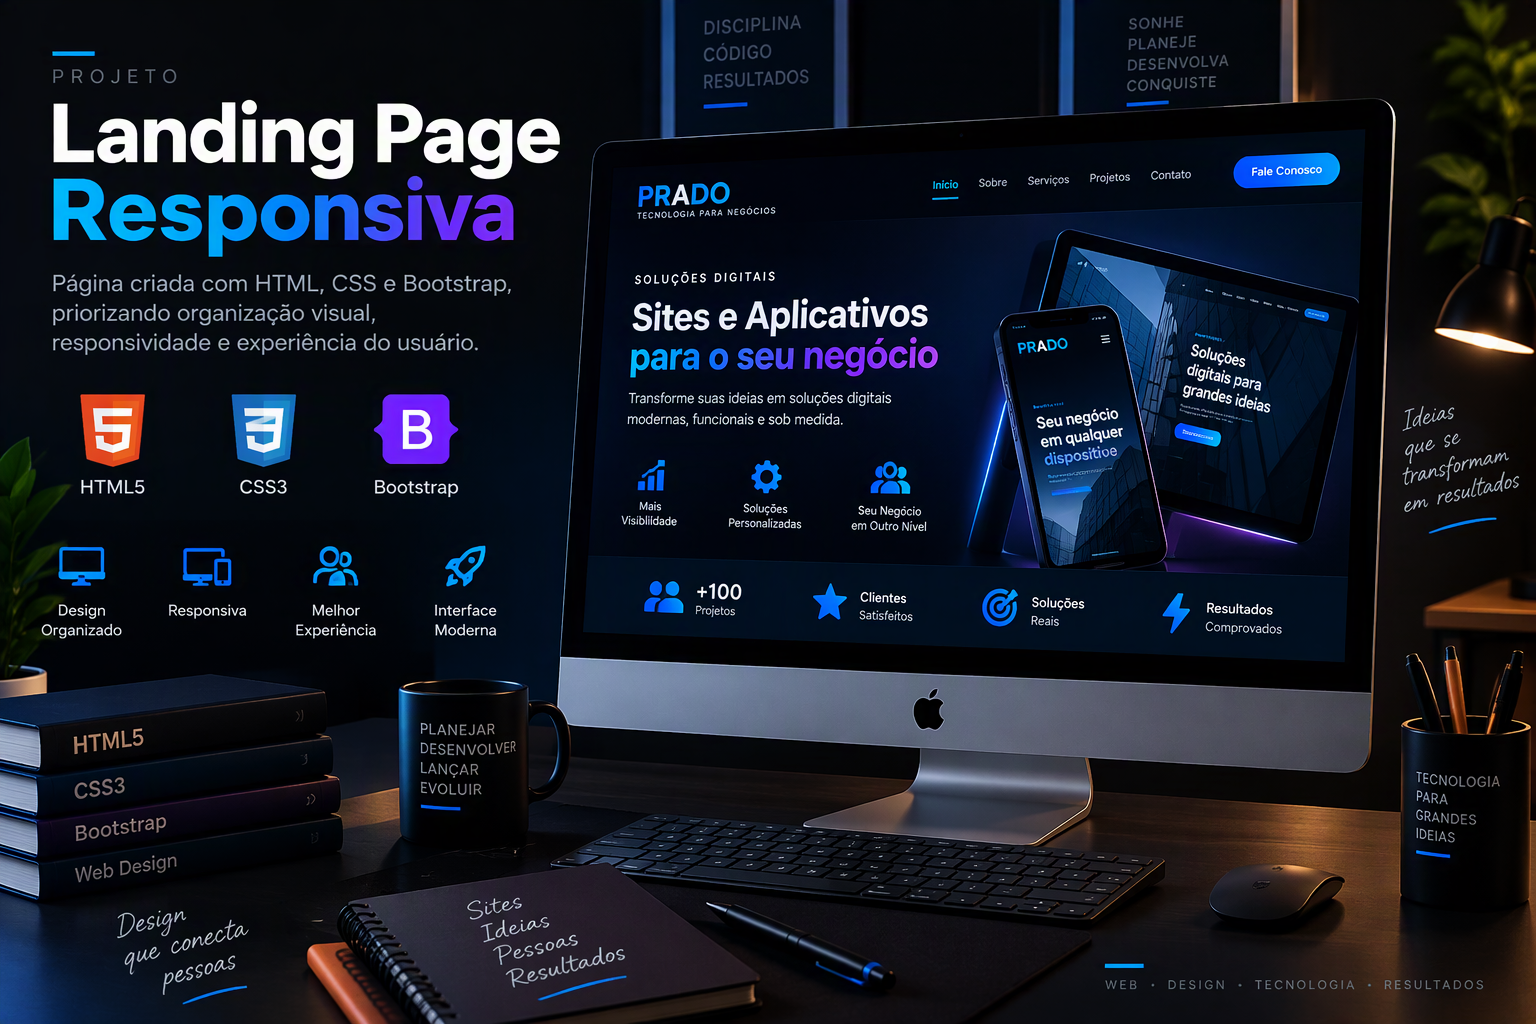 PROJETO
Landing Page
Responsiva
Página criada com HTML, CSS e Bootstrap,
priorizando organização visual,
responsividade e experiência do usuário.
HTML5
CSS3
Bootstrap
Design
Organizado
Responsiva
Melhor
Experiência
Interface
Moderna
DISCIPLINA
CÓDIGO
RESULTADOS
SONHE
PLANEJE
DESENVOLVA
CONQUISTE
PRADO
TECNOLOGIA PARA NEGÓCIOS
Início
Sobre
Serviços
Projetos
Contato
Fale Conosco
SOLUÇÕES DIGITAIS
Sites e Aplicativos
para o seu negócio
Transforme suas ideias em soluções digitais
modernas, funcionais e sob medida.
Mais
Visibilidade
Soluções
Personalizadas
Seu Negócio
em Outro Nível
PRADO
Seu negócio
em qualquer
dispositivo
Soluções
digitais para
grandes ideias
+100
Projetos
Clientes
Satisfeitos
Soluções
Reais
Resultados
Comprovados
Ideias
que se
transformam
em resultados
HTML5
CSS3
Bootstrap
Web Design
PLANEJAR
DESENVOLVER
LANÇAR
EVOLUIR
TECNOLOGIA
PARA
GRANDES
IDEIAS
Design
que conecta
pessoas
Sites
Ideias
Pessoas
Resultados
WEB • DESIGN • TECNOLOGIA • RESULTADOS